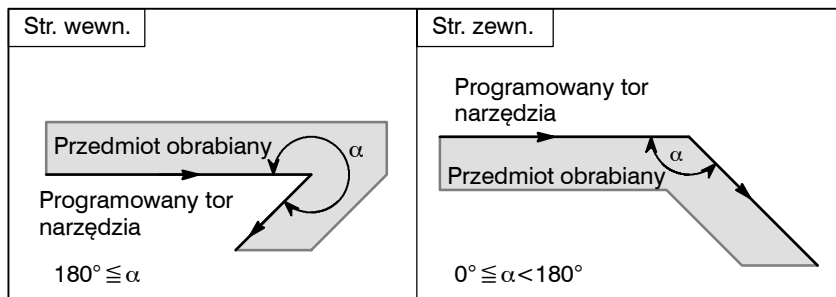 Str. wewn.
Przedmiot obrabiany
α
Programowany tor
narzędzia
180° ≦ α
Str. zewn.
Programowany tor
narzędzia
α
Przedmiot obrabiany
0° ≦ α < 180°